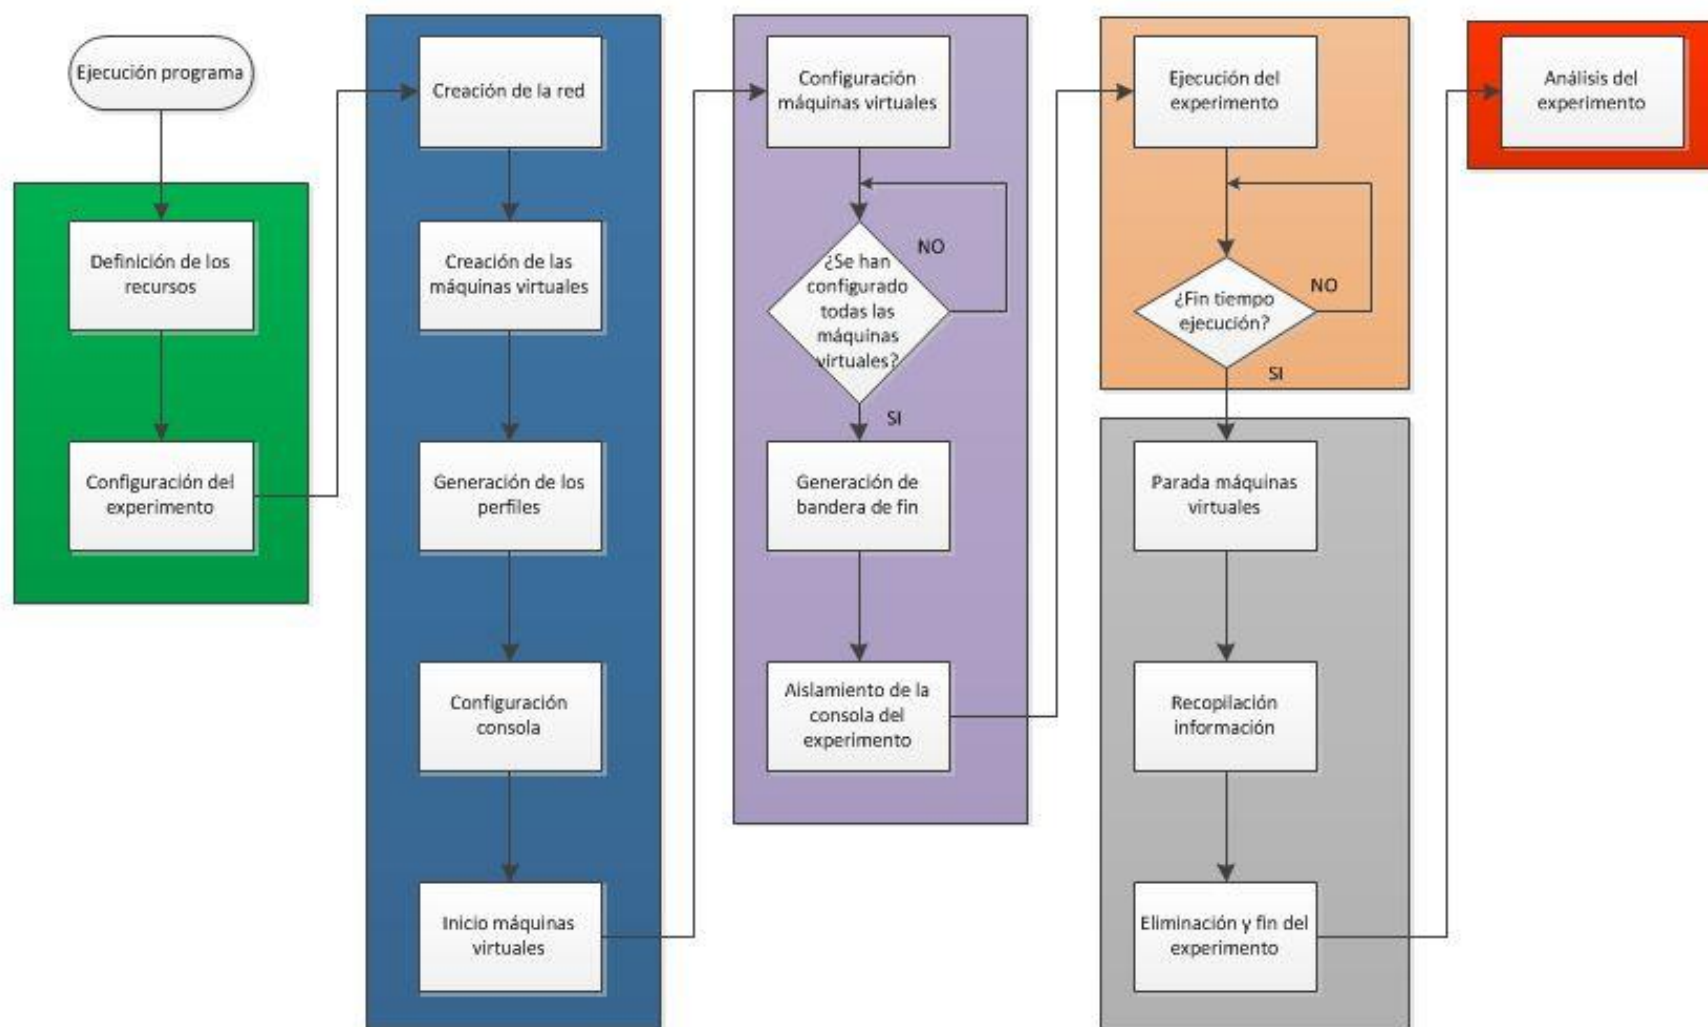 Ejecución programa
Definición de los
recursos
Configuración del
experimento
Creación de la red
Creación de las
máquinas virtuales
Generación de los
perfiles
Configuración
consola
Inicio máquinas
virtuales
Configuración
máquinas virtuales
NO
¿Se han
configurado
todas las
máquinas
virtuales?
SI
Generación de
bandera de fin
Aislamiento de la
consola del
experimento
Ejecución del
experimento
NO
¿Fin tiempo
ejecución?
SI
Parada máquinas
virtuales
Recopilación
información
Eliminación y fin del
experimento
Análisis del
experimento